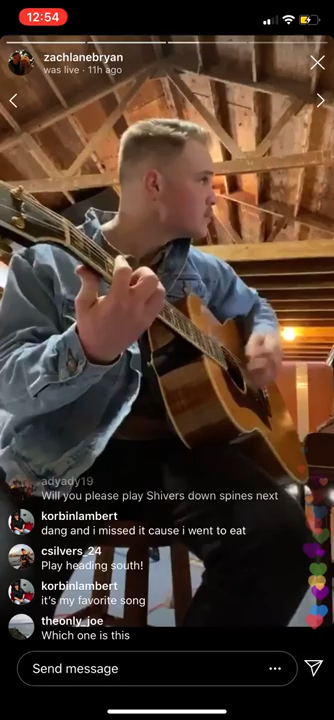 12:54
zachlanebryan
was live · 11h ago
adyady19
Will you please play Shivers down spines next
korbinlambert
dang and i missed it cause i went to eat
csilvers_24
Play heading south!
korbinlambert
it's my favorite song
theonly_joe_
Which one is this
Send message